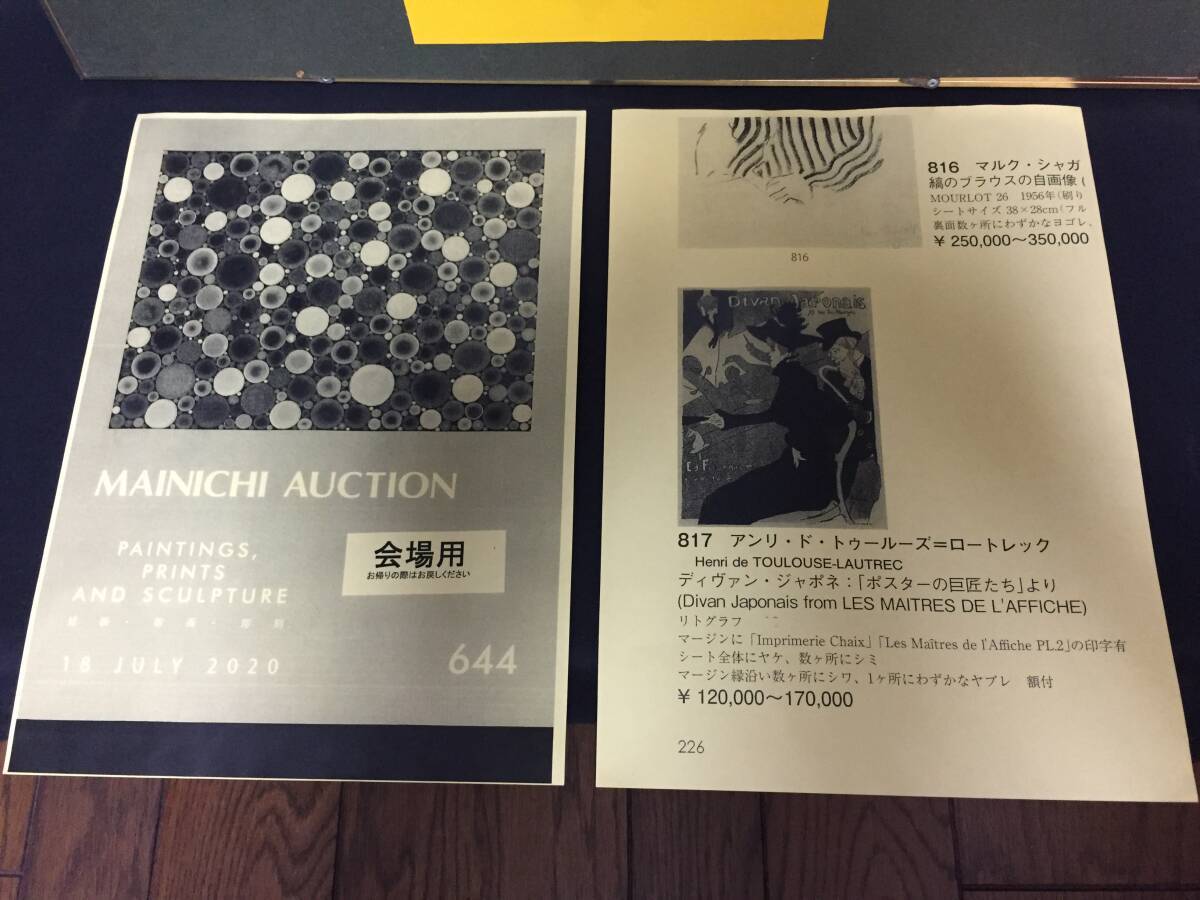 MAINICHI AUCTION
PAINTINGS,
PRINTS
AND SCULPTURE
会場用
お帰りの際はお戻しください
18 JULY 2020
644
816
816 マルク・シャガ
縞のブラウスの自画像 (
MOURLOT 26 1956年(刷り
シートサイズ 38×28cm(フル
裏面数ヶ所にわずかなヨゴレ、
¥ 250,000〜350,000
Divan Japonais
817 アンリ・ド・トゥールーズ=ロートレック
Henri de TOULOUSE-LAUTREC
ディヴァン・ジャポネ:「ポスターの巨匠たち」より
(Divan Japonais from LES MAITRES DE L'AFFICHE)
リトグラフ
マージンに「Imprimerie Chaix」「Les Maîtres de l'Affiche PL.2」の印字有
シート全体にヤケ、数ヶ所にシミ
マージン縁沿い数ヶ所にシワ、1ヶ所にわずかなヤブレ 額付
¥ 120,000〜170,000
226